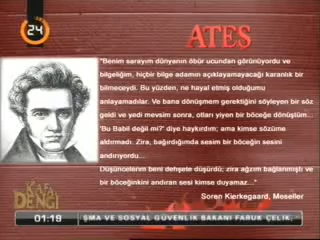 24
ATEŞ
"Benim sarayım dünyanın öbür ucundan görünüyordu ve
bilgeliğim, hiçbir bilge adamın açıklayamayacağı karanlık bir
bilmeceydi. Bu yüzden, ne hayal etmiş olduğumu
anlayamadılar. Ve bana dönüşmem gerektiğini söyleyen bir söz
geldi ve yedi mevsim sonra, otları yiyen bir böceğe dönüştüm...
"Bu Babil değil mi?" diye haykırdım; ama kimse sözüme
aldırmadı. Zira, bağırdığımda sesim bir böceğin sesini
andırıyordu...
Düşüncelerim beni dehşete düşürdü; zira ağzım bağlanmıştı ve
bir böceğinkini andıran sesi kimse duyamaz..."
Soren Kierkegaard, Meseller
KAFA
DENGİ
01:19
ŞMA VE SOSYAL GÜVENLİK BAKANI FARUK ÇELİK,